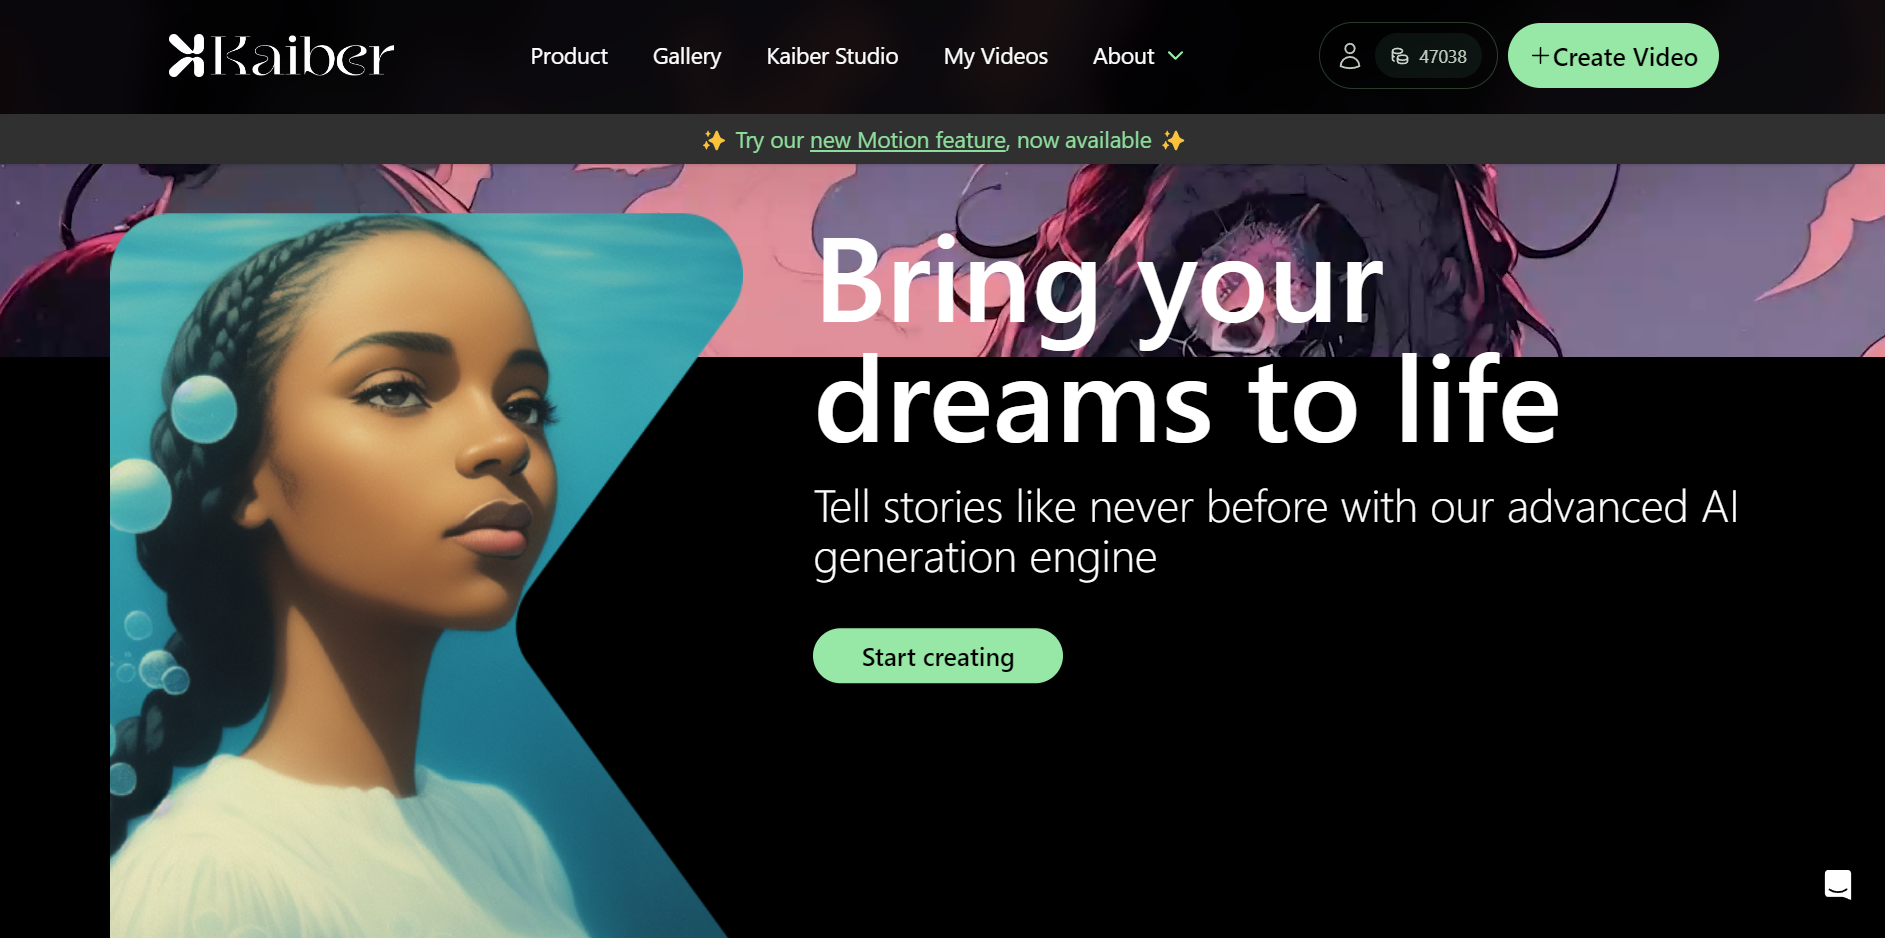 Kaiber
Product
Gallery
Kaiber Studio
My Videos
About
47038
+Create Video
✨ Try our new Motion feature, now available ✨
Bring your
dreams to life
Tell stories like never before with our advanced AI
generation engine
Start creating